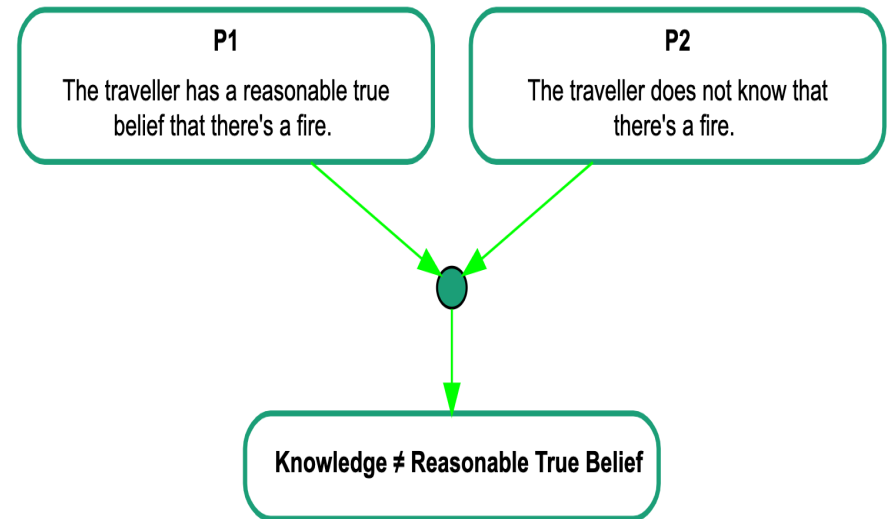 P1
The traveller has a reasonable true
belief that there's a fire.
P2
The traveller does not know that
there's a fire.
Knowledge ≠ Reasonable True Belief